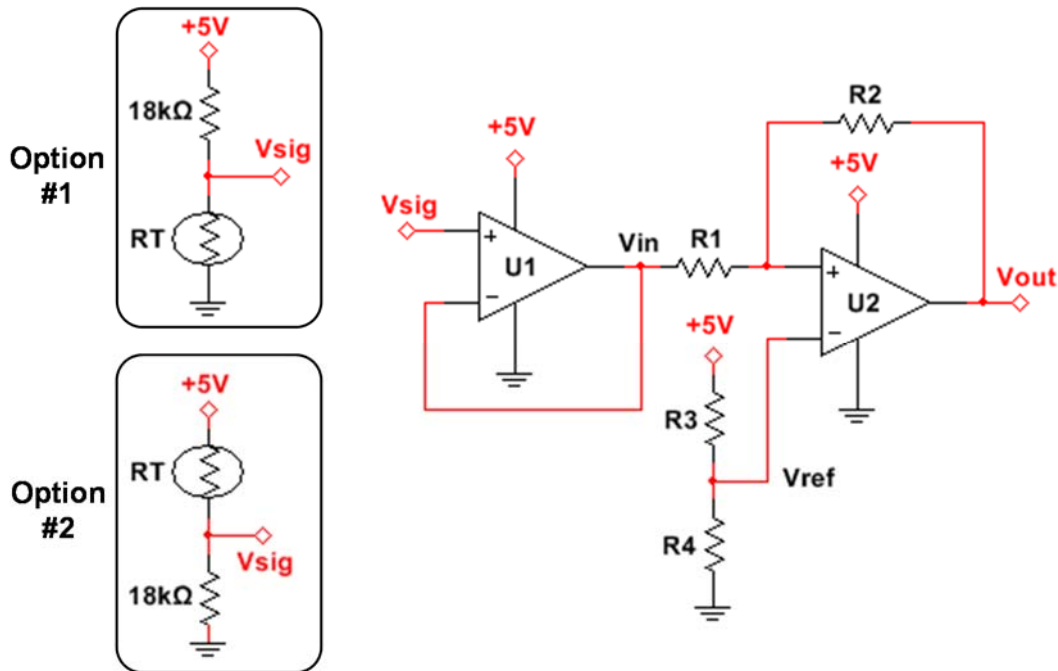 Option
#1
+5V
18kΩ
Vsig
RT
Option
#2
+5V
RT
Vsig
18kΩ
Vsig
+5V
+
−
U1
Vin
R1
R2
+5V
+
−
U2
Vout
+5V
R3
Vref
R4